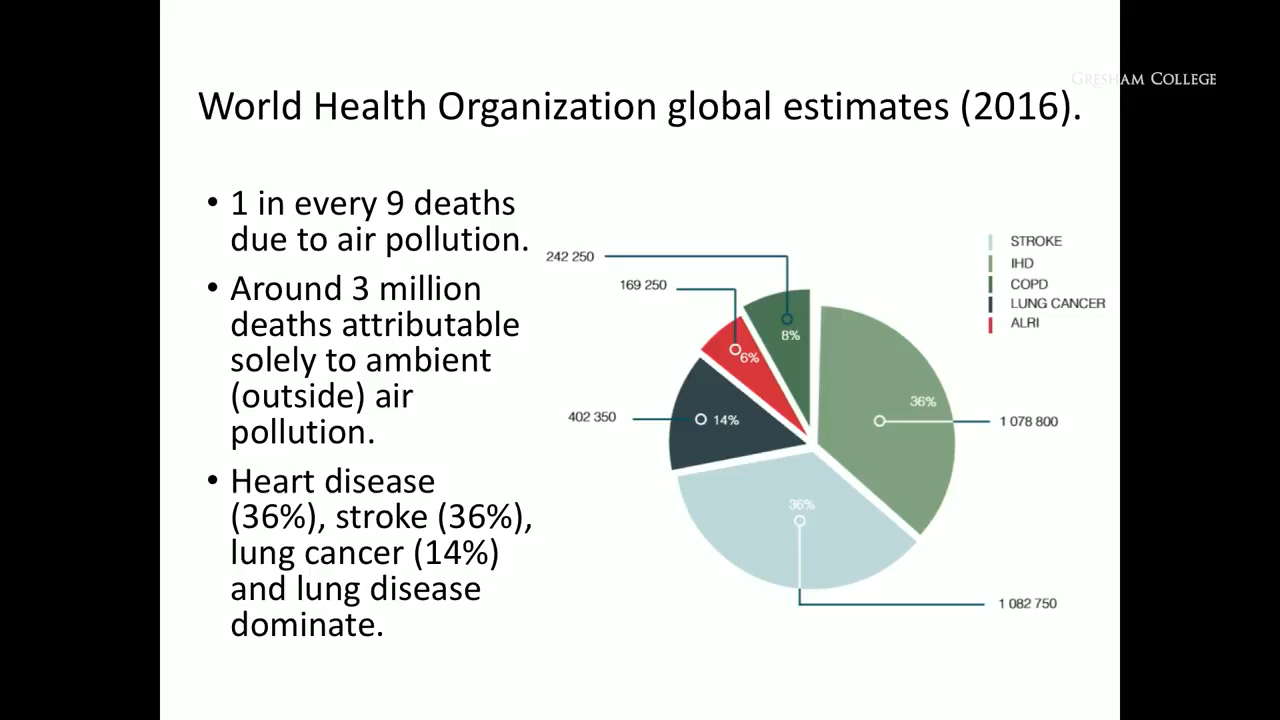 GRESHAM COLLEGE
World Health Organization global estimates (2016).
• 1 in every 9 deaths
due to air pollution.
• Around 3 million
deaths attributable
solely to ambient
(outside) air
pollution.
• Heart disease
(36%), stroke (36%),
lung cancer (14%)
and lung disease
dominate.
242 250
169 250
402 350
8%
6%
14%
36%
1 078 800
36%
1 082 750
STROKE
IHD
COPD
LUNG CANCER
ALRI